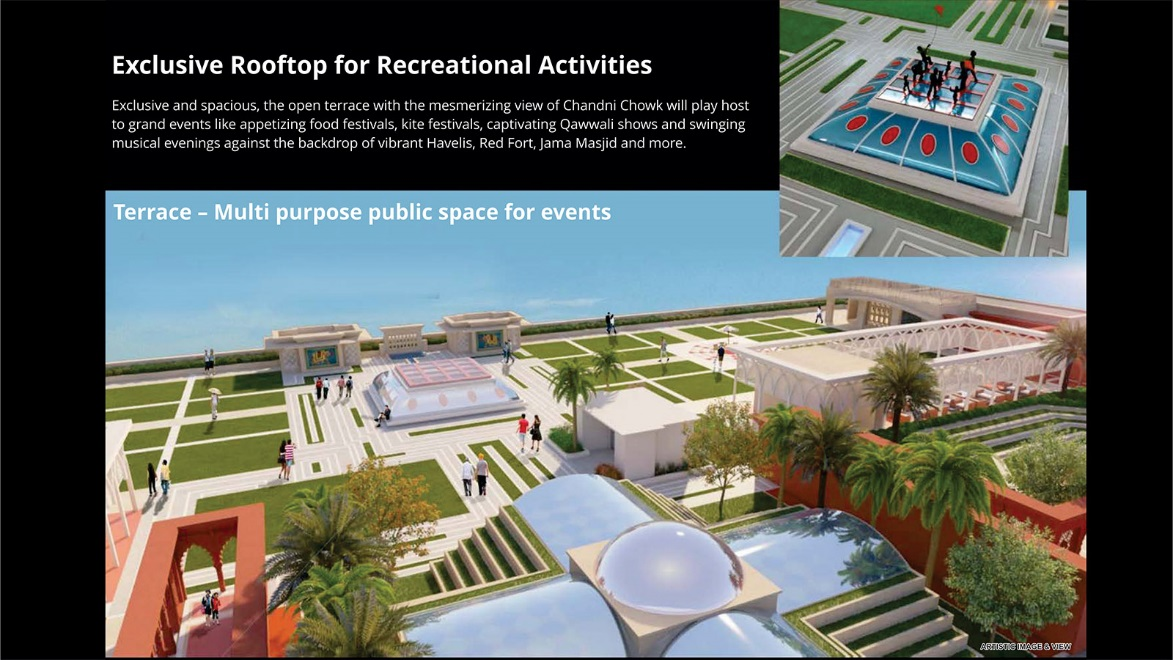 Exclusive Rooftop for Recreational Activities
Exclusive and spacious, the open terrace with the mesmerizing view of Chandni Chowk will play host
to grand events like appetizing food festivals, kite festivals, captivating Qawwali shows and swinging
musical evenings against the backdrop of vibrant Havelis, Red Fort, Jama Masjid and more.
Terrace – Multi purpose public space for events
ARTISTIC IMAGE & VIEW